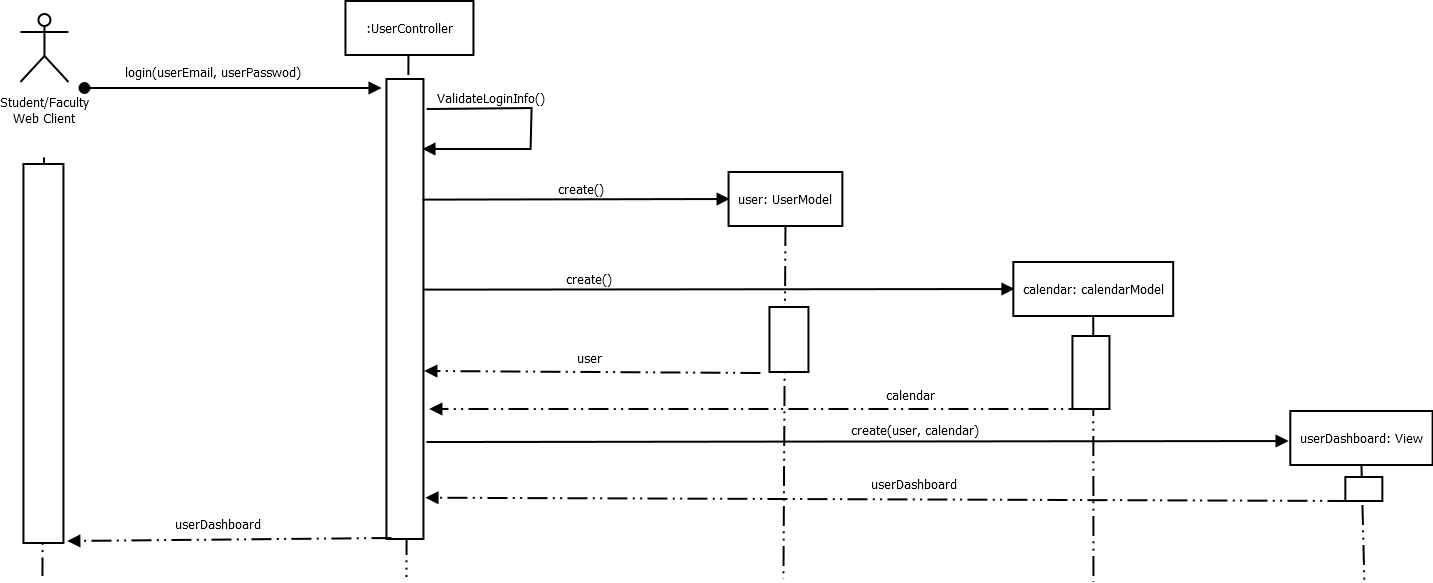 :UserController
login(userEmail, userPasswod)
ValidateLoginInfo()
Student/Faculty
Web Client
create()
user: UserModel
create()
calendar: calendarModel
user
calendar
create(user, calendar)
userDashboard: View
userDashboard
userDashboard